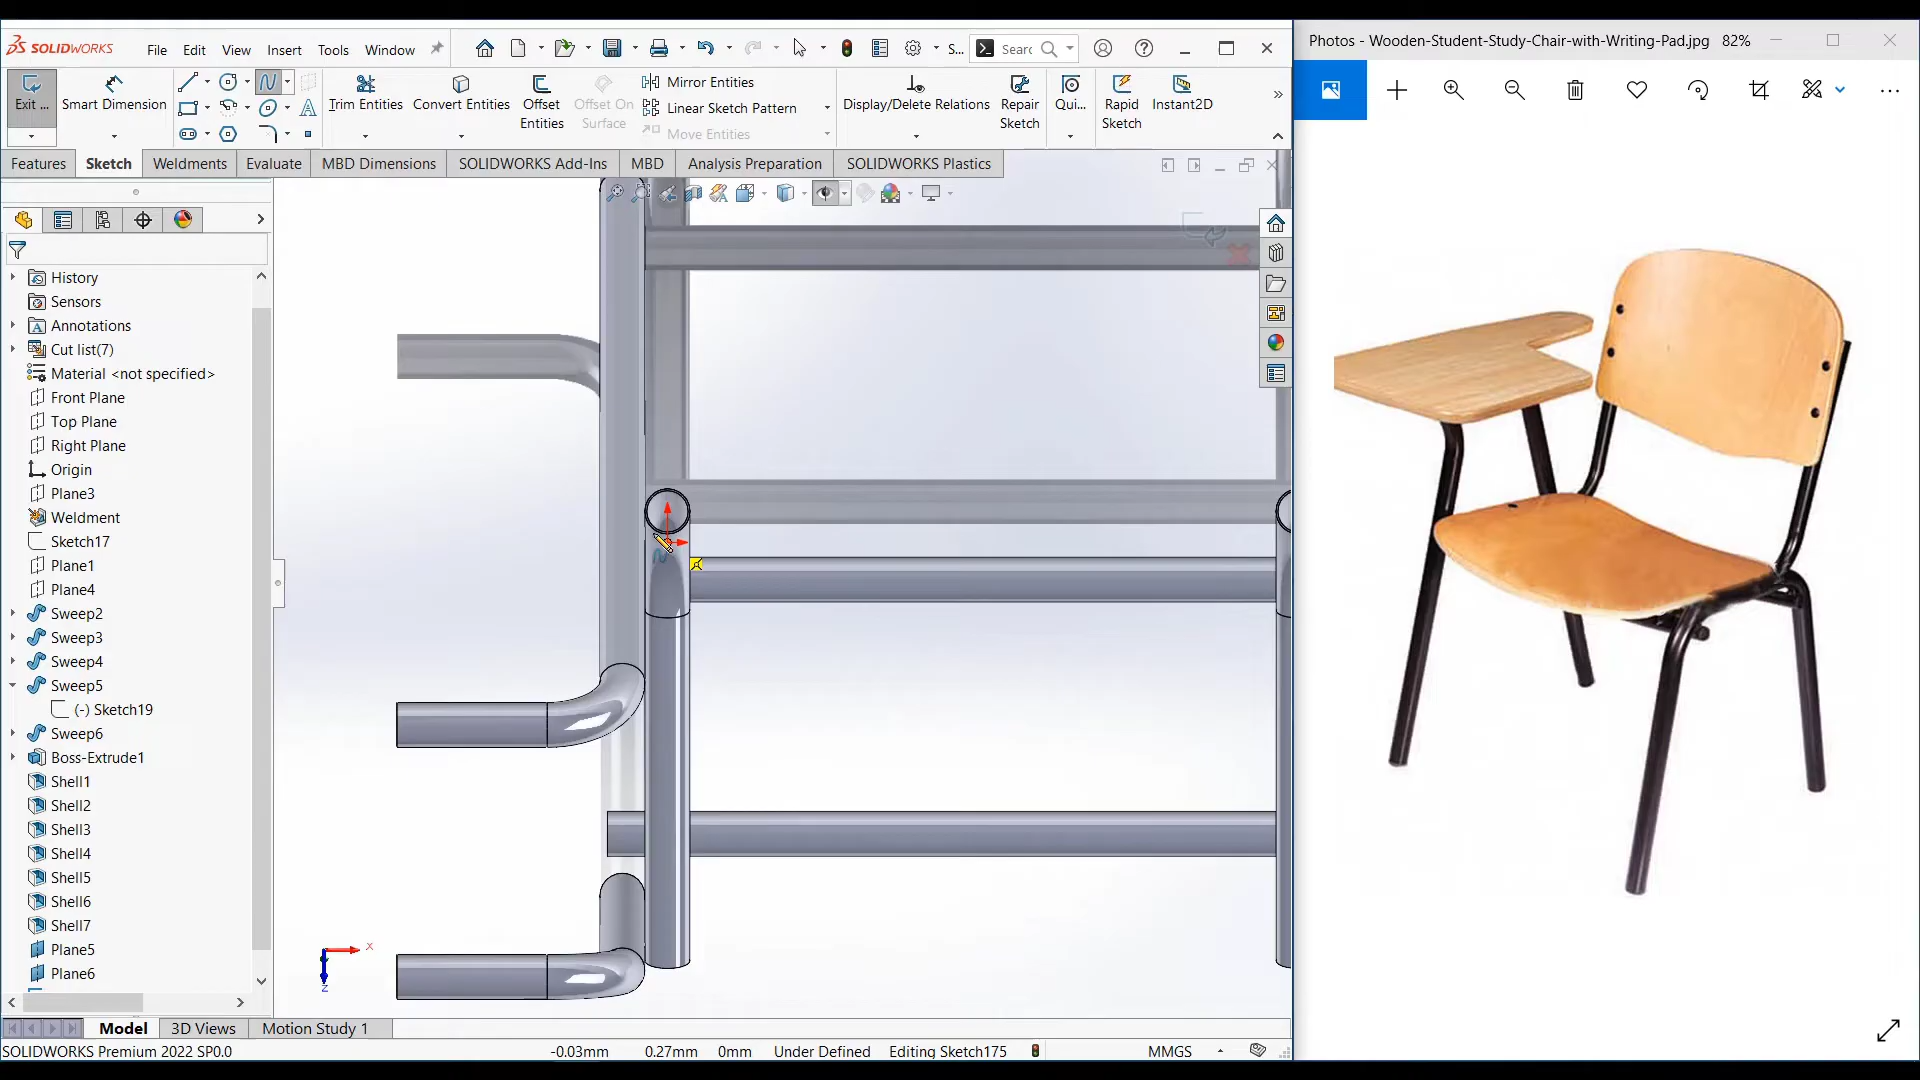 SOLIDWORKS
File Edit View Insert Tools Window
S...
Searc
Photos - Wooden-Student-Study-Chair-with-Writing-Pad.jpg 82%
Exit ...
Smart Dimension
Trim Entities
Convert Entities
Offset
Entities
Offset On
Surface
Mirror Entities
Linear Sketch Pattern
Move Entities
Display/Delete Relations
Repair
Sketch
Qui...
Rapid
Sketch
Instant2D
Features Sketch Weldments Evaluate MBD Dimensions SOLIDWORKS Add-Ins MBD Analysis Preparation SOLIDWORKS Plastics
History
Sensors
Annotations
Cut list(7)
Material <not specified>
Front Plane
Top Plane
Right Plane
Origin
Plane3
Weldment
Sketch17
Plane1
Plane4
Sweep2
Sweep3
Sweep4
Sweep5
(-) Sketch19
Sweep6
Boss-Extrude1
Shell1
Shell2
Shell3
Shell4
Shell5
Shell6
Shell7
Plane5
Plane6
x
z
Model 3D Views Motion Study 1
SOLIDWORKS Premium 2022 SP0.0 -0.03mm 0.27mm 0mm Under Defined Editing Sketch175 MMGS